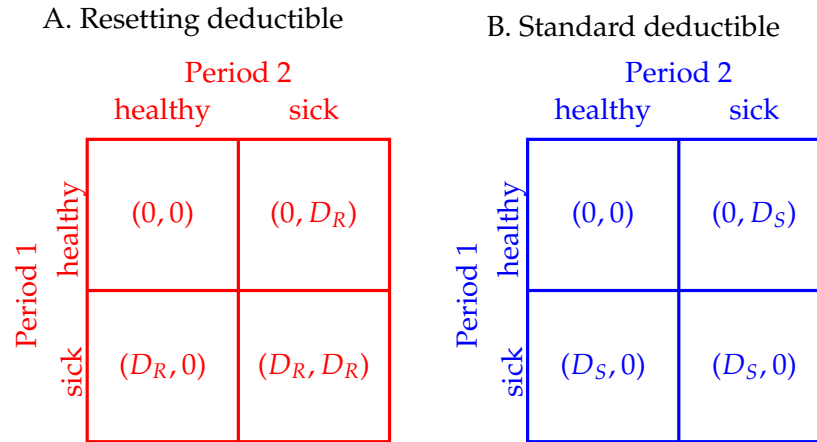 A. Resetting deductible
Period 2
healthy sick
Period 1
healthy
(0, 0) (0, D_R)
sick
(D_R, 0) (D_R, D_R)
B. Standard deductible
Period 2
healthy sick
Period 1
healthy
(0, 0) (0, D_S)
sick
(D_S, 0) (D_S, 0)